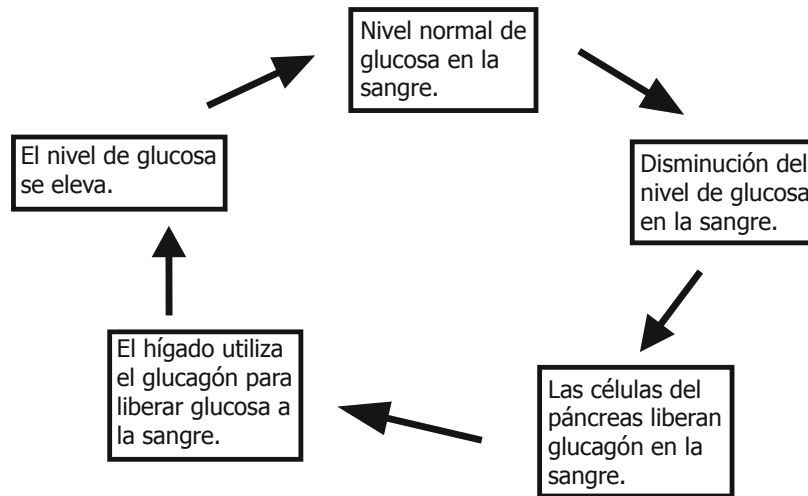 Nivel normal de
glucosa en la
sangre.
Disminución del
nivel de glucosa
en la sangre.
Las células del
páncreas liberan
glucagón en la
sangre.
El hígado utiliza
el glucagón para
liberar glucosa a
la sangre.
El nivel de glucosa
se eleva.